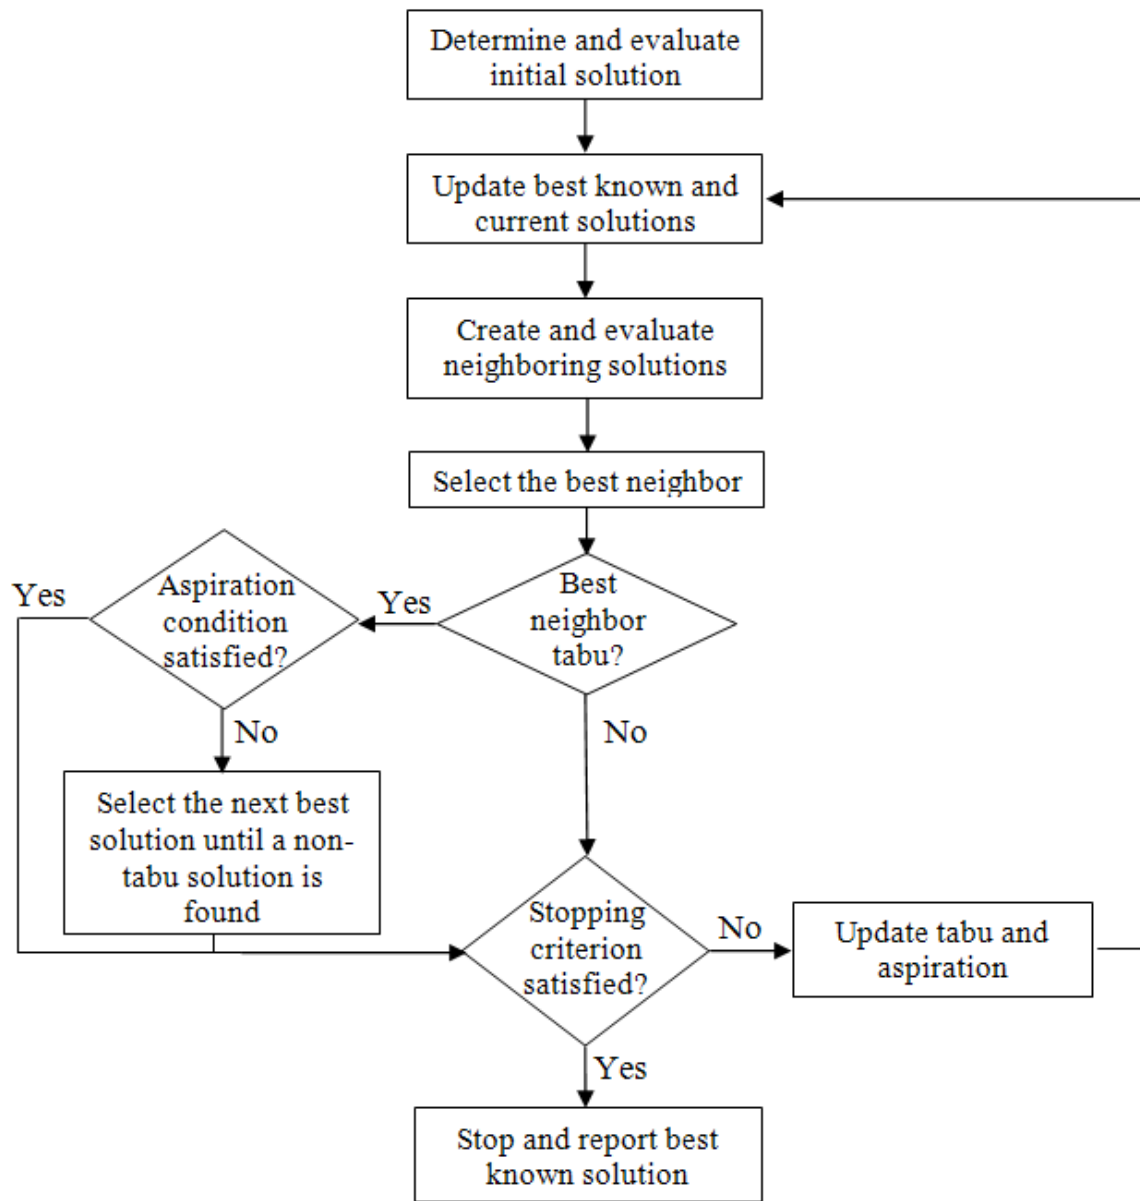 Determine and evaluate
initial solution
Update best known and
current solutions
Create and evaluate
neighboring solutions
Select the best neighbor
Best
neighbor
tabu?
Yes
Aspiration
condition
satisfied?
Yes
No
Select the next best
solution until a non-
tabu solution is
found
No
Stopping
criterion
satisfied?
No
Update tabu and
aspiration
Yes
Stop and report best
known solution